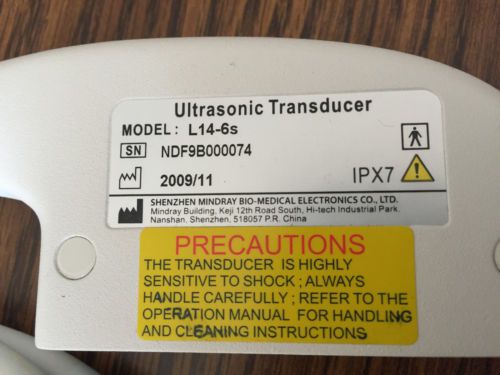 Ultrasonic Transducer
MODEL: L14-6s
SN NDF9B000074
2009/11
IPX7
SHENZHEN MINDRAY BIO-MEDICAL ELECTRONICS CO., LTD.
Mindray Building, Keji 12th Road South, Hi-tech Industrial Park.
Nanshan, Shenzhen, 518057 P.R. China
PRECAUTIONS
THE TRANSDUCER IS HIGHLY
SENSITIVE TO SHOCK ; ALWAYS
HANDLE CAREFULLY ; REFER TO THE
OPERATION MANUAL FOR HANDLING
AND CLEANING INSTRUCTIONS